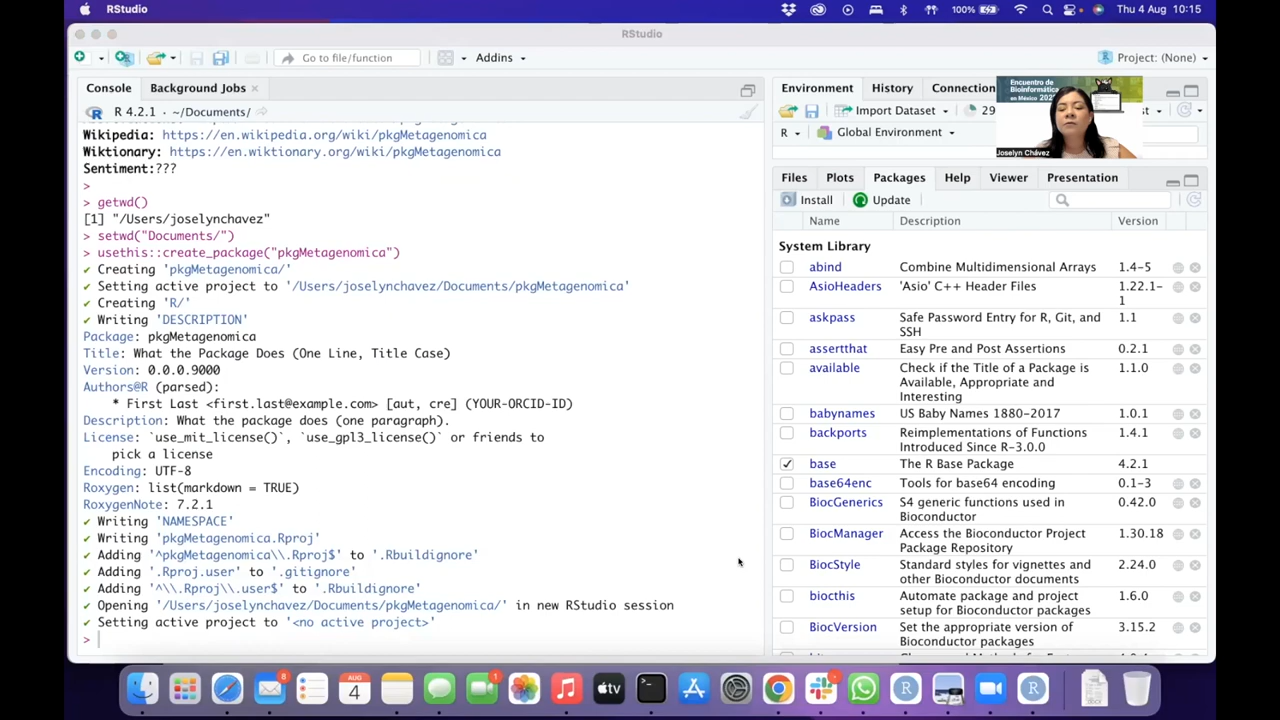 RStudio
100%
Thu 4 Aug 10:15
RStudio
Go to file/function
Addins
Project: (None)
Console
Background Jobs
R 4.2.1 · ~/Documents/
Wikipedia: https://en.wikipedia.org/wiki/pkgMetagenomica
Wiktionary: https://en.wiktionary.org/wiki/pkgMetagenomica
Sentiment:???
>
> getwd()
[1] "/Users/joselynchavez"
> setwd("Documents/")
> usethis::create_package("pkgMetagenomica")
✔ Creating 'pkgMetagenomica/'
✔ Setting active project to '/Users/joselynchavez/Documents/pkgMetagenomica'
✔ Creating 'R/'
✔ Writing 'DESCRIPTION'
Package: pkgMetagenomica
Title: What the Package Does (One Line, Title Case)
Version: 0.0.0.9000
Authors@R (parsed):
* First Last <first.last@example.com> [aut, cre] (YOUR-ORCID-ID)
Description: What the package does (one paragraph).
License: `use_mit_license()`, `use_gpl3_license()` or friends to
pick a license
Encoding: UTF-8
Roxygen: list(markdown = TRUE)
RoxygenNote: 7.2.1
✔ Writing 'NAMESPACE'
✔ Writing 'pkgMetagenomica.Rproj'
✔ Adding '^pkgMetagenomica\\.Rproj$' to '.Rbuildignore'
✔ Adding '.Rproj.user' to '.gitignore'
✔ Adding '^\\.Rproj\\.user$' to '.Rbuildignore'
✔ Opening '/Users/joselynchavez/Documents/pkgMetagenomica/' in new RStudio session
✔ Setting active project to '<no active project>'
>
Environment
History
Connection
Import Dataset
29
R
Global Environment
Encuentro de
Bioinformática
en México
Joselyn Chávez
Files
Plots
Packages
Help
Viewer
Presentation
Install
Update
Name
Description
Version
System Library
abind Combine Multidimensional Arrays 1.4-5
AsioHeaders 'Asio' C++ Header Files 1.22.1-
1
askpass Safe Password Entry for R, Git, and 1.1
SSH
assertthat Easy Pre and Post Assertions 0.2.1
available Check if the Title of a Package is 1.1.0
Available, Appropriate and
Interesting
babynames US Baby Names 1880-2017 1.0.1
backports Reimplementations of Functions 1.4.1
Introduced Since R-3.0.0
base The R Base Package 4.2.1
base64enc Tools for base64 encoding 0.1-3
BiocGenerics S4 generic functions used in 0.42.0
Bioconductor
BiocManager Access the Bioconductor Project 1.30.18
Package Repository
BiocStyle Standard styles for vignettes and 2.24.0
other Bioconductor documents
biocthis Automate package and project 1.6.0
setup for Bioconductor packages
BiocVersion Set the appropriate version of 3.15.2
Bioconductor packages
8
AUG
4
1
tv